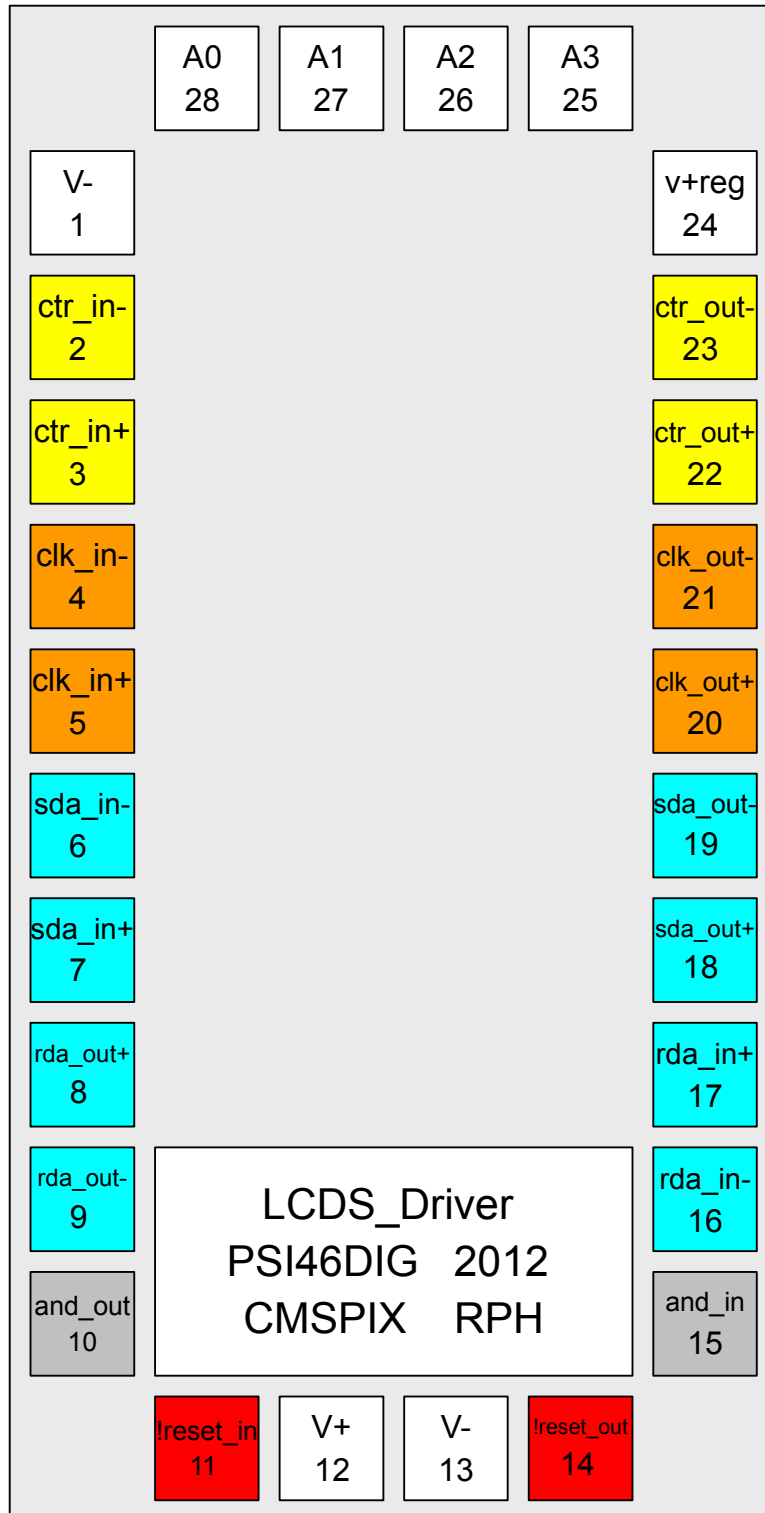 A0
28
A1
27
A2
26
A3
25
V-
1
v+reg
24
ctr_in-
2
ctr_out-
23
ctr_in+
3
ctr_out+
22
clk_in-
4
clk_out-
21
clk_in+
5
clk_out+
20
sda_in-
6
sda_out-
19
sda_in+
7
sda_out+
18
rda_out+
8
rda_in+
17
rda_out-
9
rda_in-
16
LCDS_Driver
PSI46DIG 2012
CMSPIX RPH
and_out
10
and_in
15
!reset_in
11
V+
12
V-
13
!reset_out
14